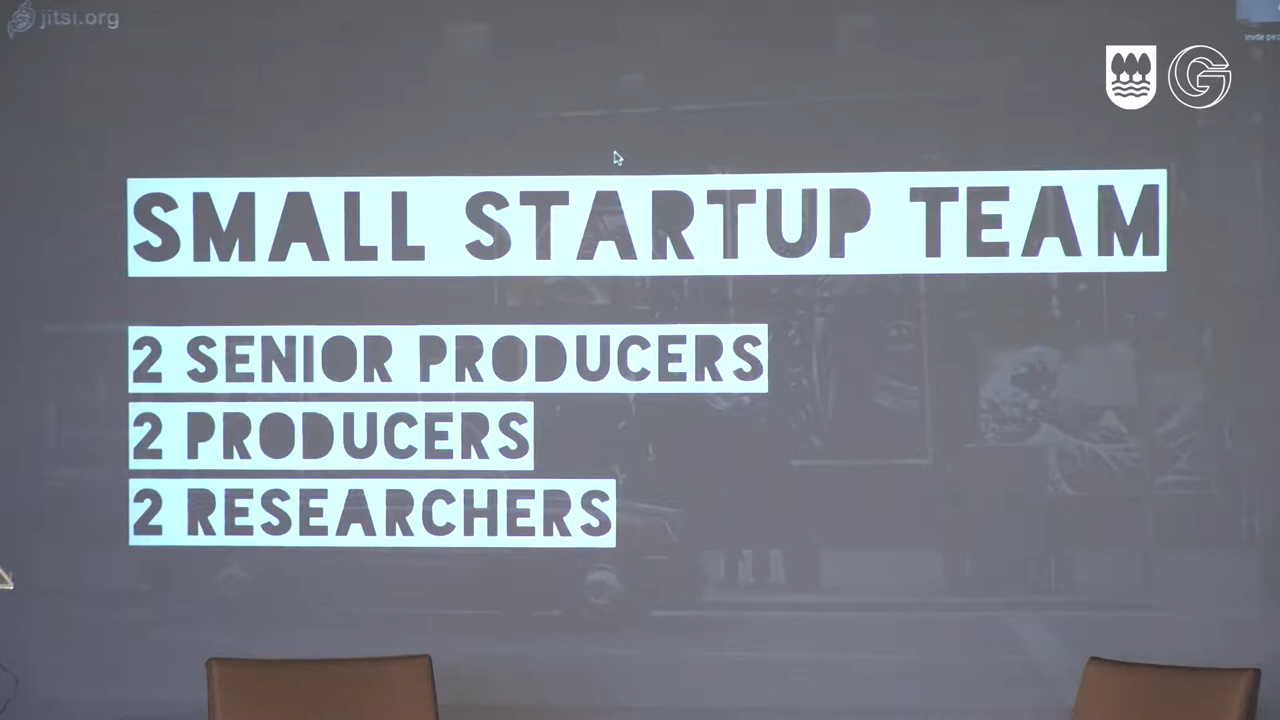 jitsi.org
SMALL STARTUP TEAM
2 SENIOR PRODUCERS
2 PRODUCERS
2 RESEARCHERS